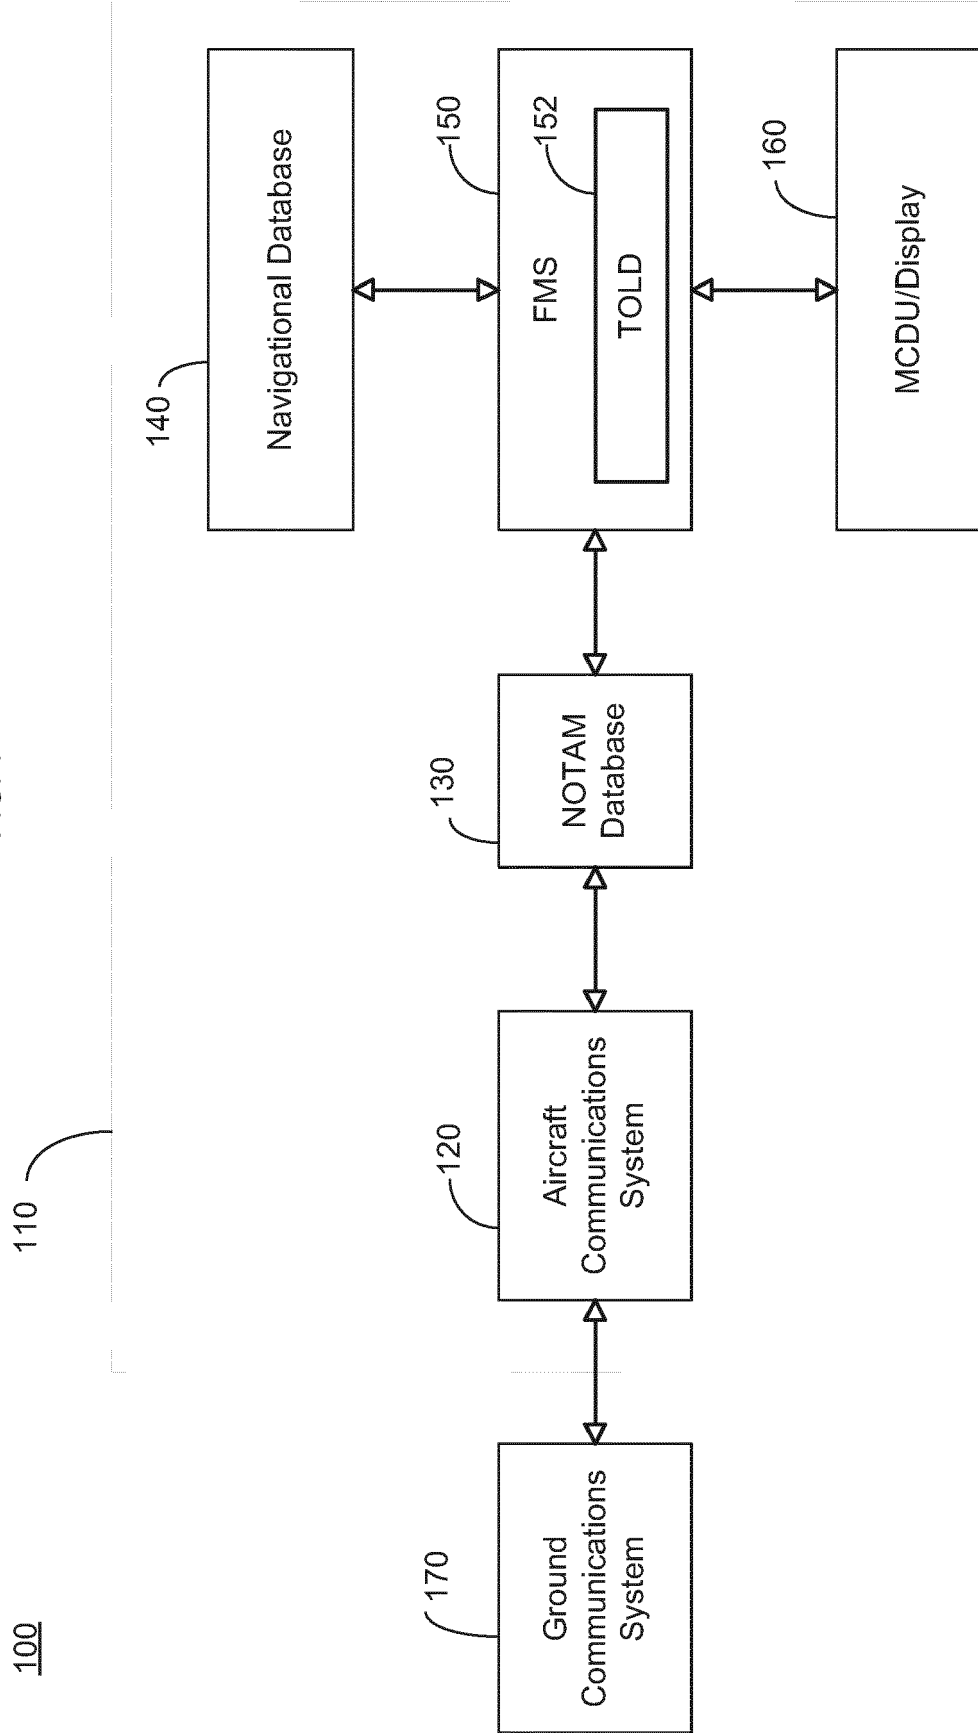 100
110
140
Navigational Database
150
FMS
152
TOLD
160
MCDU/Display
130
NOTAM
Database
120
Aircraft
Communications
System
170
Ground
Communications
System